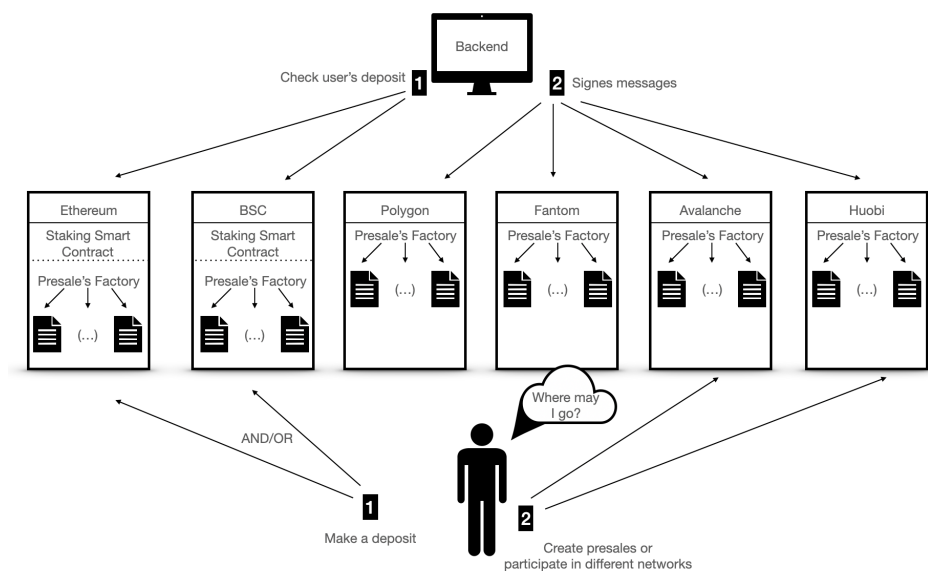 Backend
Check user's deposit
1
2
Signes messages
Ethereum
Staking Smart
Contract
Presale's Factory
(...)
BSC
Staking Smart
Contract
Presale's Factory
(...)
Polygon
Presale's Factory
(...)
Fantom
Presale's Factory
(...)
Avalanche
Presale's Factory
(...)
Huobi
Presale's Factory
(...)
Where may
I go?
AND/OR
1
Make a deposit
2
Create presales or
participate in different networks